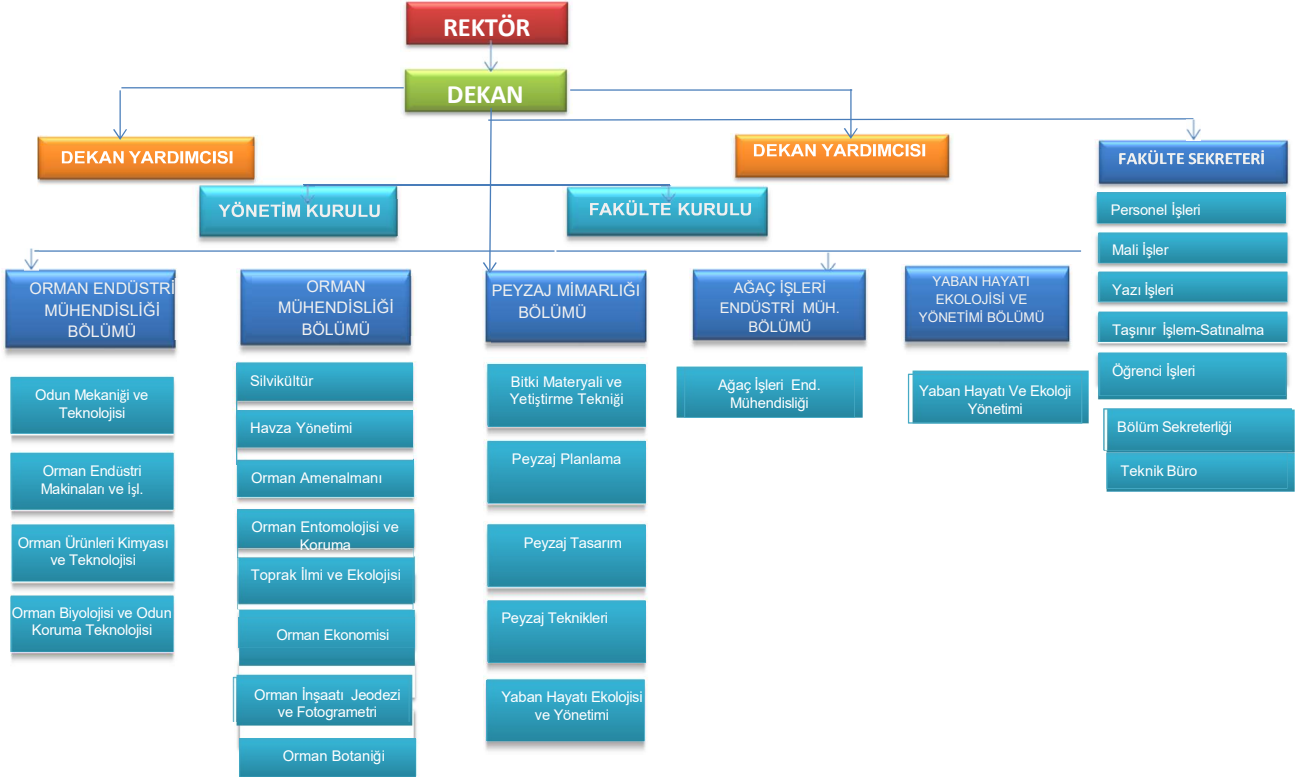 REKTÖR
DEKAN
DEKAN YARDIMCISI
DEKAN YARDIMCISI
FAKÜLTE SEKRETERİ
YÖNETİM KURULU
FAKÜLTE KURULU
Personel İşleri
Mali İşler
Yazı İşleri
Taşınır İşlem-Satınalma
Öğrenci İşleri
Bölüm Sekreterliği
Teknik Büro
ORMAN ENDÜSTRİ
MÜHENDİSLİĞİ
BÖLÜMÜ
Odun Mekaniği ve
Teknolojisi
Orman Endüstri
Makinaları ve İşl.
Orman Ürünleri Kimyası
ve Teknolojisi
Orman Biyolojisi ve Odun
Koruma Teknolojisi
ORMAN
MÜHENDİSLİĞİ
BÖLÜMÜ
Silvikültür
Havza Yönetimi
Orman Amenalmanı
Orman Entomolojisi ve
Koruma
Toprak İlmi ve Ekolojisi
Orman Ekonomisi
Orman İnşaatı Jeodezi
ve Fotogrametri
Orman Botaniği
PEYZAJ MİMARLIĞI
BÖLÜMÜ
Bitki Materyali ve
Yetiştirme Tekniği
Peyzaj Planlama
Peyzaj Tasarım
Peyzaj Teknikleri
Yaban Hayatı Ekolojisi
ve Yönetimi
AĞAÇ İŞLERİ
ENDÜSTRİ MÜH.
BÖLÜMÜ
Ağaç İşleri End.
Mühendisliği
YABAN HAYATI
EKOLOJİSİ VE
YÖNETİMİ BÖLÜMÜ
Yaban Hayatı Ve Ekoloji
Yönetimi